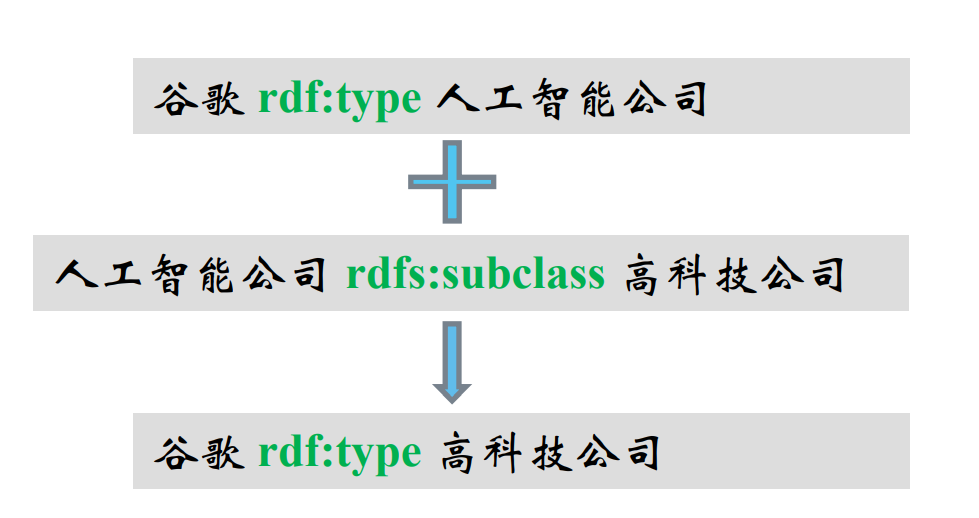 谷歌 rdf:type 人工智能公司
人工智能公司 rdfs:subclass 高科技公司
谷歌 rdf:type 高科技公司